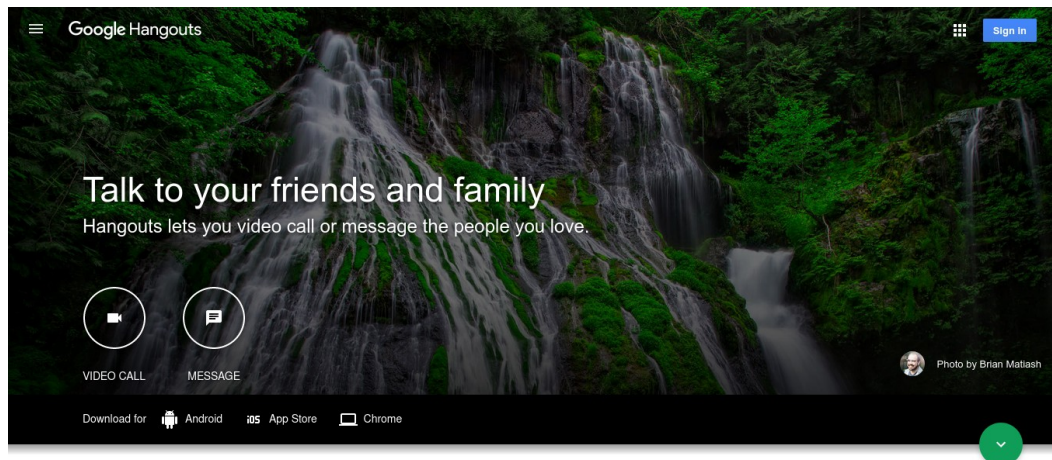 Google Hangouts
Sign in
Talk to your friends and family
Hangouts lets you video call or message the people you love.
VIDEO CALL
MESSAGE
Photo by Brian Matiash
Download for Android iOS App Store Chrome